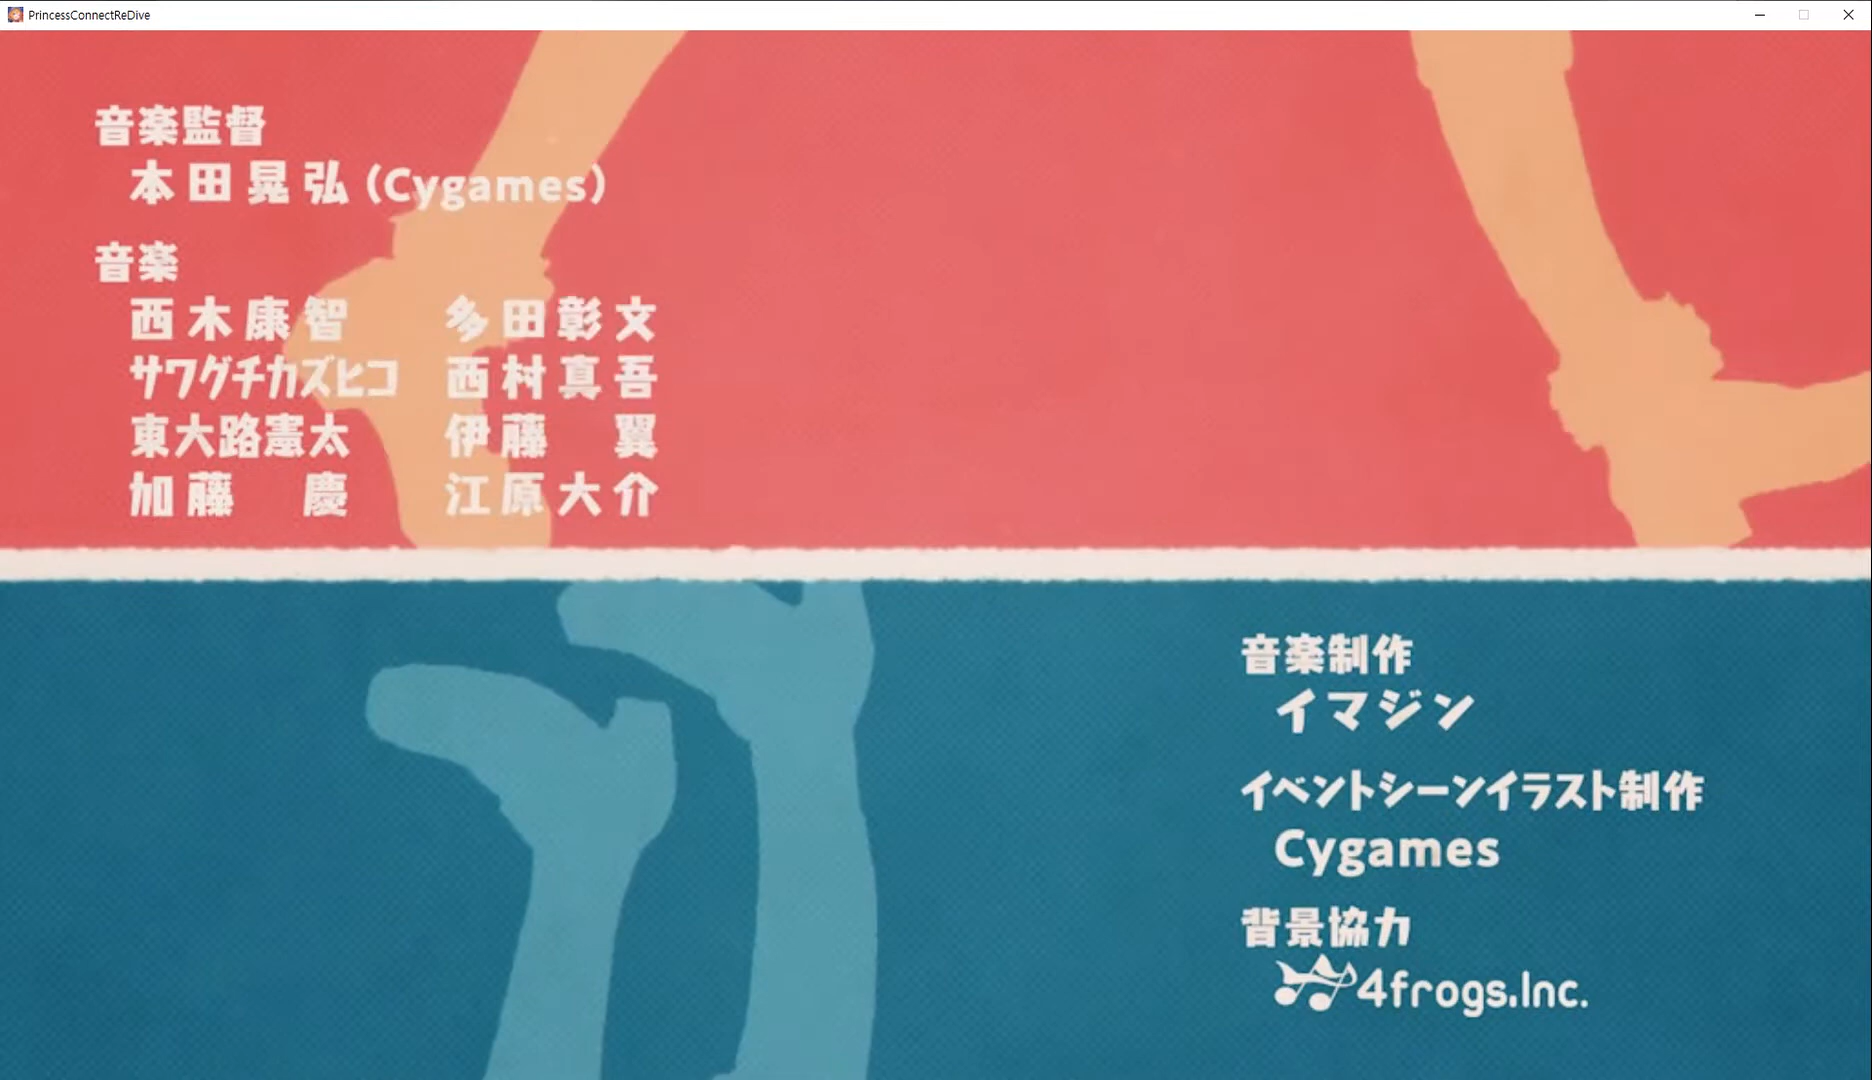 PrincessConnectReDive
音楽監督
本田晃弘(Cygames)
音楽
西木康智 多田彰文
サワグチカズヒコ 西村真吾
東大路憲太 伊藤 翼
加藤 慶 江原大介
音楽制作
イマジン
イベントシーンイラスト制作
Cygames
背景協力
4frogs.Inc.